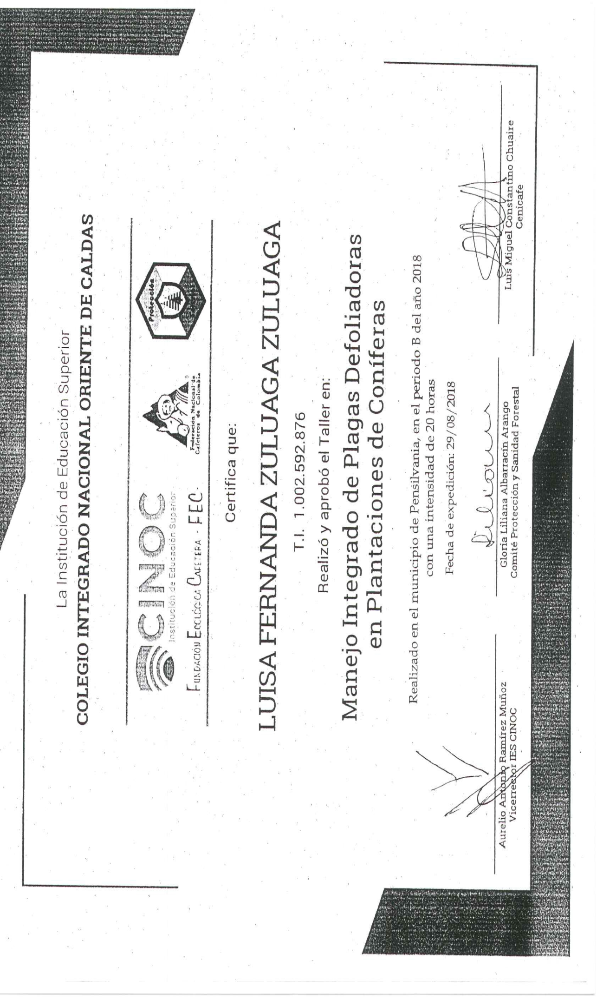 La Institución de Educación Superior
COLEGIO INTEGRADO NACIONAL ORIENTE DE CALDAS
CINOC
Institución de Educación Superior
FUNDACIÓN ECOLÓGICA CAFETERA - FEC
Federación Nacional de
Cafeteros de Colombia
Protección
Certifica que:
LUISA FERNANDA ZULUAGA ZULUAGA
T.I. 1.002.592.876
Realizó y aprobó el Taller en:
Manejo Integrado de Plagas Defoliadoras
en Plantaciones de Coníferas
Realizado en el municipio de Pensilvania, en el periodo B del año 2018
con una intensidad de 20 horas
Fecha de expedición: 29/08/2018
Aurelio Antonio Ramírez Muñoz
Vicerrector IES CINOC
Gloria Liliana Albarracín Arango
Comité Protección y Sanidad Forestal
Luis Miguel Constantino Chuaire
Cenicafe